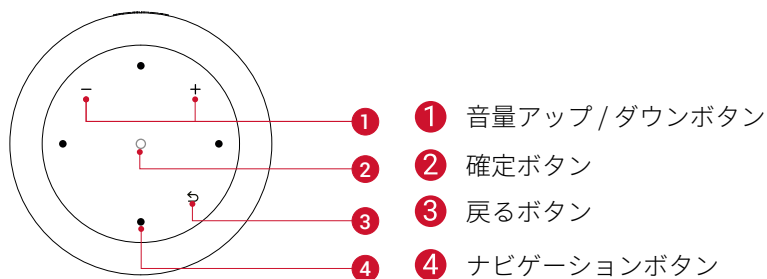 − +
1 1 音量アップ / ダウンボタン
2 2 確定ボタン
3 3 戻るボタン
4 4 ナビゲーションボタン